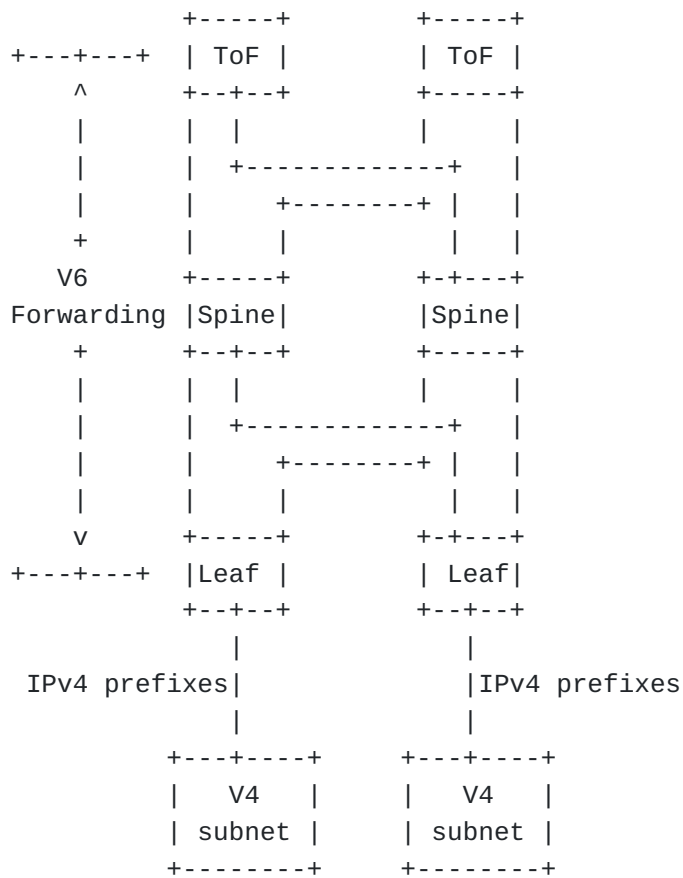 ToF ToF
V6
Forwarding Spine Spine
Leaf Leaf
IPv4 prefixes IPv4 prefixes
V4 V4
subnet subnet